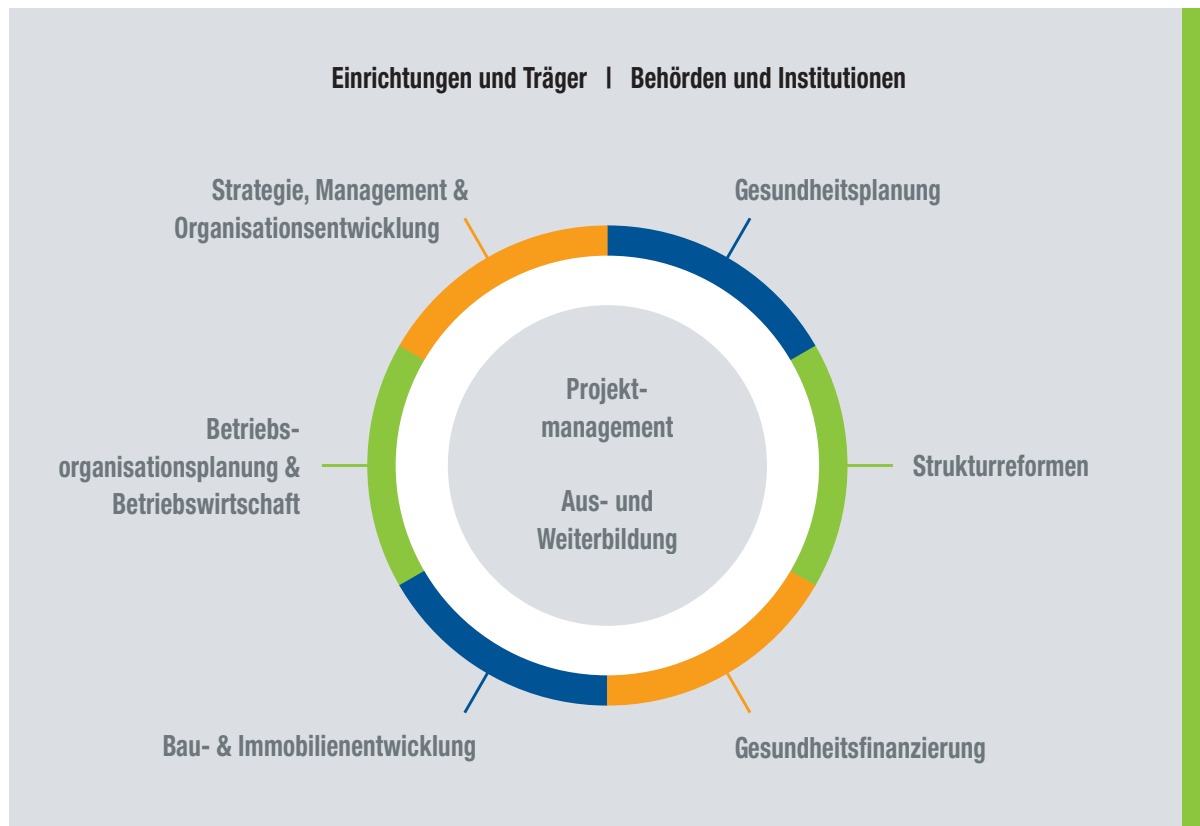 Einrichtungen und Träger | Behörden und Institutionen
Strategie, Management &
Organisationsentwicklung
Gesundheitsplanung
Betriebs-
organisationsplanung &
Betriebswirtschaft
Projekt-
management
Aus- und
Weiterbildung
Strukturreformen
Bau- & Immobilienentwicklung
Gesundheitsfinanzierung